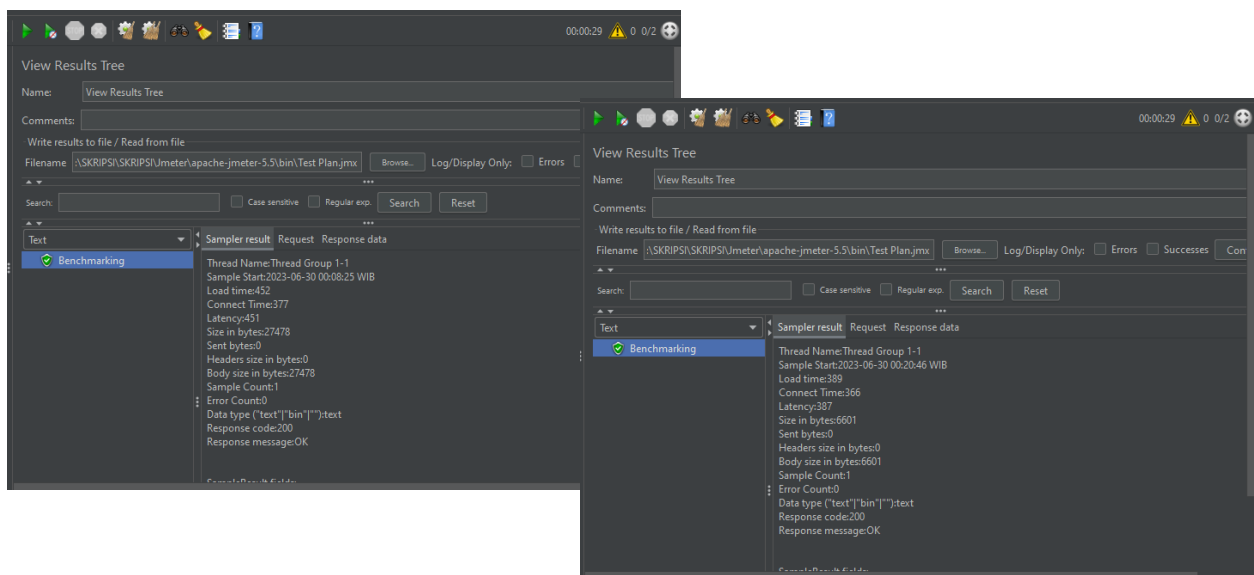 00:00:29 0 0/2
View Results Tree
Name: View Results Tree
Comments:
Write results to file / Read from file
Filename :\SKRIPSI\SKRIPSI\Jmeter\apache-jmeter-5.5\bin\Test Plan.jmx Browse... Log/Display Only: Errors
Search: Case sensitive Regular exp. Search Reset
Text
Benchmarking
Sampler result Request Response data
Thread Name:Thread Group 1-1
Sample Start:2023-06-30 00:08:25 WIB
Load time:452
Connect Time:377
Latency:451
Size in bytes:27478
Sent bytes:0
Headers size in bytes:0
Body size in bytes:27478
Sample Count:1
Error Count:0
Data type ("text"|"bin"|""):text
Response code:200
Response message:OK
SampleResult fields:
00:00:29 0 0/2
View Results Tree
Name: View Results Tree
Comments:
Write results to file / Read from file
Filename :\SKRIPSI\SKRIPSI\Jmeter\apache-jmeter-5.5\bin\Test Plan.jmx Browse... Log/Display Only: Errors Successes Con
Search: Case sensitive Regular exp. Search Reset
Text
Benchmarking
Sampler result Request Response data
Thread Name:Thread Group 1-1
Sample Start:2023-06-30 00:20:46 WIB
Load time:389
Connect Time:366
Latency:387
Size in bytes:6601
Sent bytes:0
Headers size in bytes:0
Body size in bytes:6601
Sample Count:1
Error Count:0
Data type ("text"|"bin"|""):text
Response code:200
Response message:OK
SampleResult fields: